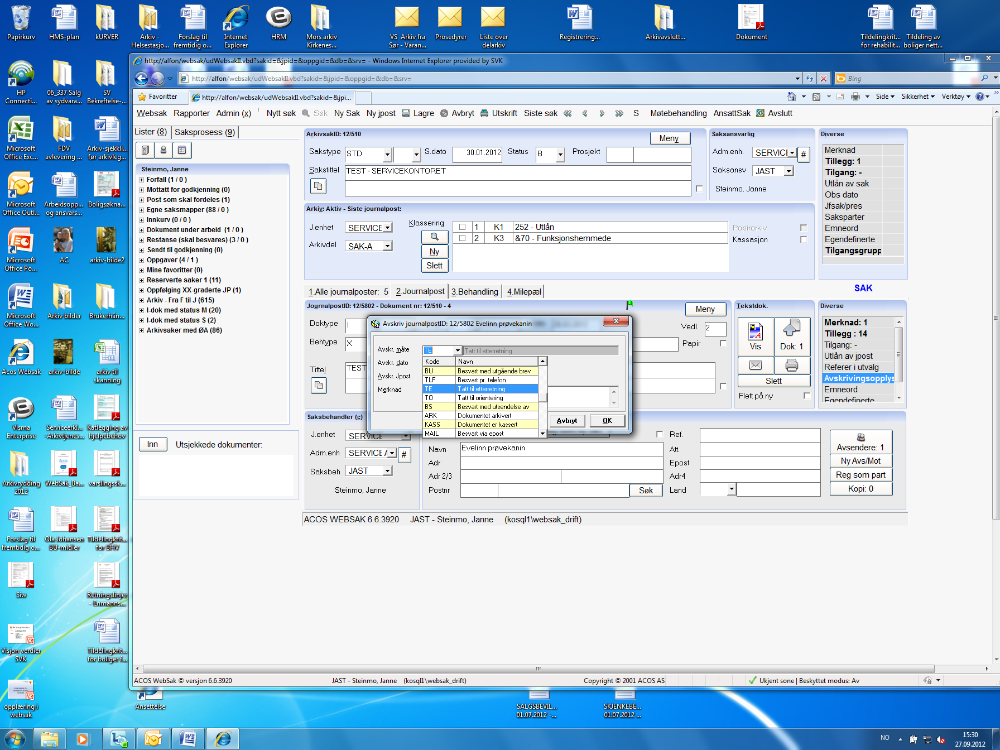 Papirkurv
HMS-plan
kURVER
Arkiv - Helsestasjo...
Forslag til fremtidig o...
Internet Explorer
HRM
Mors arkiv Kirkenes...
VS Arkiv fra Sør - Varan...
Prosedyrer
Liste over delarkiv
Registrering...
Arkivavslutt...
Dokument
Tildelingkrit... for rehabilit...
Tildeling av boliger nett...
HP Connecti...
06_337 Salg av sydvara...
SV Bekreftelse-...
Microsoft Office Exc...
FDV avlevering ...
Arkiv-sjekkli... før arkivleg...
Microsoft Office Outl...
Arbeidsopp... og ansvars...
Boligsøkna...
Microsoft Office Po...
AC
arkiv-bilde2
Microsoft Office Wo...
Arkiv bilder
Brukerhån...
Acos Websak
arkiv-bilde
arkiv til skanning
Visma Enterprise
Serviceerkl... -Arkivtjenes...
Katlegging av hjelpebehov
Arkivrydding 2012
WebSak_Ba...
varslingssk...
Forslag til fremtidig o...
Ola Johansen BU-midler
Tildelingkrit... for BHV
Siw
Retningslinjer - Enmanns...
Visjon verdier SVK
Tildelingkrit... for boliger f...
opplæring i websak
Ansettelse
SALGSBEVIL... 01.07.2012 -...
SKJENKEBE... 01.07.2012 ...
http://alfon/websak/udWebsakII.vbd?sakid=&jpid=&oppgid=&db=&srv= - Windows Internet Explorer provided by SVK
http://alfon/websak/udWebsakII.vbd?sakid=&jpid=&oppgid=&db=&srv=
Bing
Favoritter
http://alfon/websak/udWebsakII.vbd?sakid=&jpi...
Side Sikkerhet Verktøy
Websak Rapporter Admin (x) Nytt søk Søk Ny Sak Ny jpost Lagre Avbryt Utskrift Siste søk S Møtebehandling AnsattSak Avslutt
Lister (8) Saksprosess (9)
Steinmo, Janne
Forfall (1 / 0 )
Mottatt for godkjenning (0)
Post som skal fordeles (1)
Egne saksmapper (88 / 0 )
Innkurv (0 / 0 )
Dokument under arbeid (1 / 0 )
Restanse (skal besvares) (3 / 0 )
Sendt til godkjenning (0)
Oppgaver (4 / 1 )
Mine favoritter (0)
Reserverte saker 1 (11)
Oppfølging XX-graderte JP (1)
Arkiv - Fra F til J (615)
I-dok med status M (20)
I-dok med status S (2)
Arkivsaker med ØA (86)
Inn Utsjekkede dokumenter:
ArkivsakID: 12/510
Meny
Sakstype STD S.dato 30.01.2012 Status B Prosjekt
Sakstittel TEST - SERVICEKONTORET
Saksansvarlig
Adm.enh. SERVICE #
Saksansv JAST
Steinmo, Janne
Diverse
Merknad
Tillegg: 1
Tilgang: -
Utlån av sak
Obs dato
Jfsak/pres
Saksparter
Emneord
Egendefinerte
Tilgangsgrupp
Arkiv: Aktiv - Siste journalpost:
J.enhet SERVICE
Arkivdel SAK-A
Klassering
Ny
Slett
1 K1 252 - Utlån
2 K3 &70 - Funksjonshemmede
Papirarkiv
Kassasjon
1.Alle journalposter: 5 2.Journalpost 3.Behandling 4.Milepæl
SAK
JournalpostID: 12/5802 - Dokument nr: 12/510 - 4
Meny
Doktype I
Behtype X
Tittel TEST
Vedl. 2
Papir
Tekstdok.
Vis
Dok: 1
Slett
Flett på ny
Diverse
Merknad: 1
Tillegg : 14
Tilgang: -
Utlån av jpost
Referer i utvalg
Avskrivingsopplys
Emneord
Egendefinerte
Avskriv journalpostID: 12/5802 Evelinn prøvekanin
Avskr. måte TE Tatt til etterretning
Avskr. dato
Avskr. Jpost.
Merknad
Kode Navn
BU Besvart med utgående brev
TLF Besvart pr. telefon
TE Tatt til etterretning
TO Tatt til orientering
BS Besvart med utsendelse av
ARK Dokumentet arkivert
KASS Dokumentet er kassert
MAIL Besvart via epost
Avbryt OK
Saksbehandler (c)
J.enhet SERVICE
Adm.enh SERVICE A #
Saksbeh JAST
Steinmo, Janne
Navn Evelinn prøvekanin
Adr
Adr 2/3
Postnr
Søk
Ref.
Att.
Epost
Adr4
Land
Avsendere: 1
Ny Avs/Mot
Reg som part
Kopi: 0
ACOS WEBSAK 6.6.3920 JAST - Steinmo, Janne (kosql1\websak_drift)
ACOS WebSak © versjon 6.6.3920 JAST - Steinmo, Janne (kosql1\websak_drift) Copyright © 2001 ACOS AS Ukjent sone | Beskyttet modus: Av
NO
15:30
27.09.2012